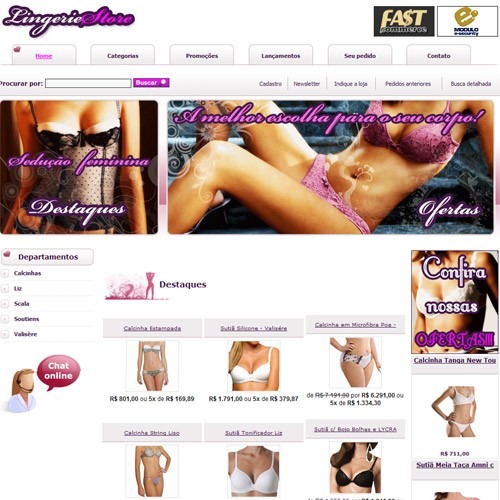 LingerieStore
FAST
commerce
MODULO
e-security
Home
Categorias
Promoções
Lançamentos
Seu pedido
Contato
Procurar por:
Buscar
Cadastro
Newsletter
Indique a loja
Pedidos anteriores
Busca detalhada
Sedução feminina
Destaques
A melhor escolha para o seu corpo!
Ofertas
Departamentos
Calcinhas
Liz
Scala
Soutiens
Valisère
Chat
online
Destaques
Calcinha Estampada
R$ 801,00 ou 5x de R$ 169,89
Sutiã Silicone - Valisére
R$ 1.791,00 ou 5x de R$ 379,87
Calcinha em Microfibra Poa -
de R$ 7.191,00 por R$ 6.291,00 ou
5x de R$ 1.334,30
Calcinha String Liso
Sutiã Tonificador Liz
Sutiã c/ Bojo Bolhas e LYCRA
Confira
nossas
OFERTAS!!!
Calcinha Tanga New Tou
R$ 711,00
Sutiã Meia Taca Amni c